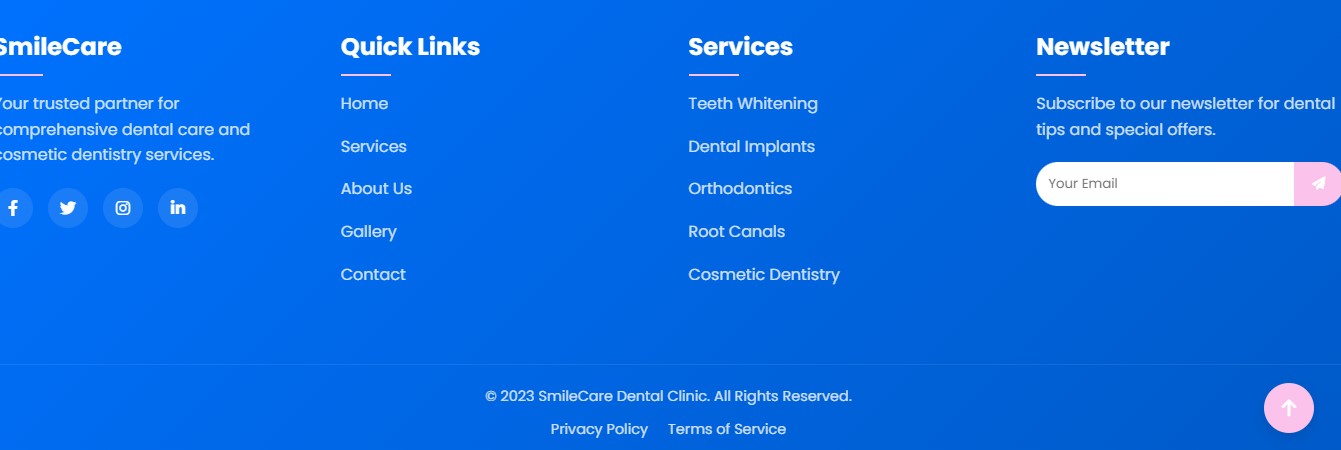 SmileCare
Your trusted partner for
comprehensive dental care and
cosmetic dentistry services.
Quick Links
Home
Services
About Us
Gallery
Contact
Services
Teeth Whitening
Dental Implants
Orthodontics
Root Canals
Cosmetic Dentistry
Newsletter
Subscribe to our newsletter for dental
tips and special offers.
Your Email
© 2023 SmileCare Dental Clinic. All Rights Reserved.
Privacy Policy Terms of Service